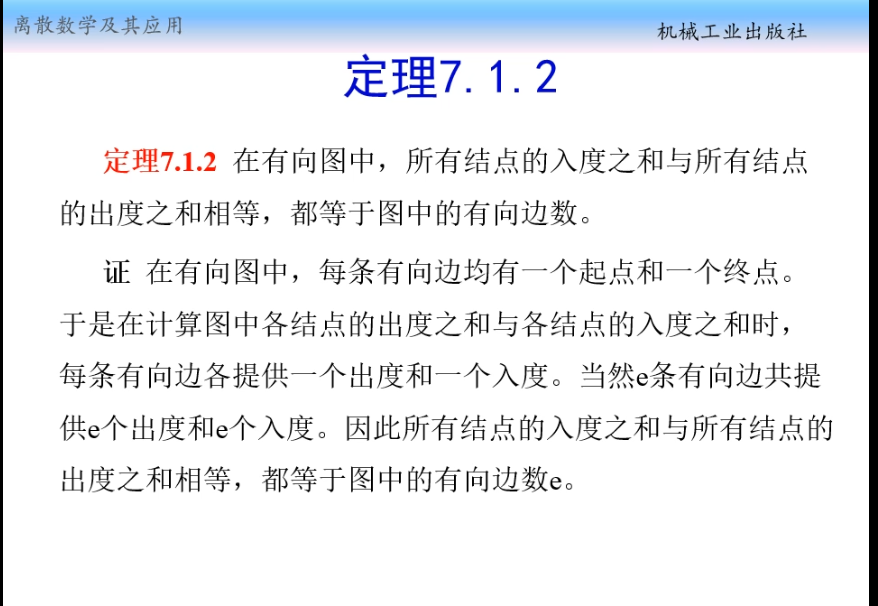 离散数学及其应用
机械工业出版社
定理7.1.2
定理7.1.2 在有向图中，所有结点的入度之和与所有结点
的出度之和相等，都等于图中的有向边数。
证 在有向图中，每条有向边均有一个起点和一个终点。
于是在计算图中各结点的出度之和与各结点的入度之和时，
每条有向边各提供一个出度和一个入度。当然e条有向边共提
供e个出度和e个入度。因此所有结点的入度之和与所有结点的
出度之和相等，都等于图中的有向边数e。